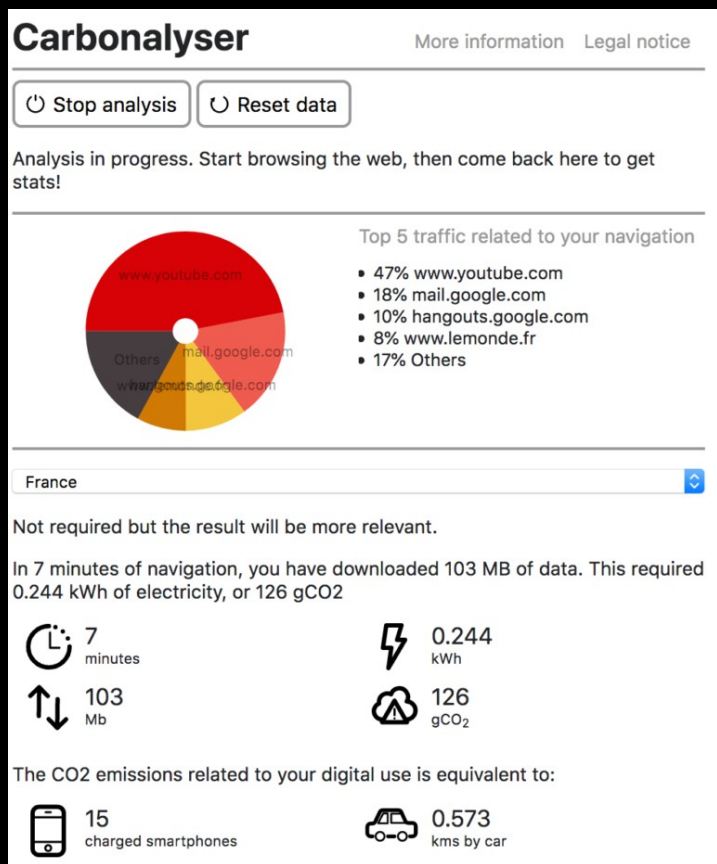 Carbonalyser
More information Legal notice
Stop analysis Reset data
Analysis in progress. Start browsing the web, then come back here to get
stats!
www.youtube.com
Others
mail.google.com
www.lemonde.fr
hangouts.google.com
Top 5 traffic related to your navigation
47% www.youtube.com
18% mail.google.com
10% hangouts.google.com
8% www.lemonde.fr
17% Others
France
Not required but the result will be more relevant.
In 7 minutes of navigation, you have downloaded 103 MB of data. This required
0.244 kWh of electricity, or 126 gCO2
7
minutes
0.244
kWh
103
Mb
126
gCO₂
The CO2 emissions related to your digital use is equivalent to:
15
charged smartphones
0.573
kms by car